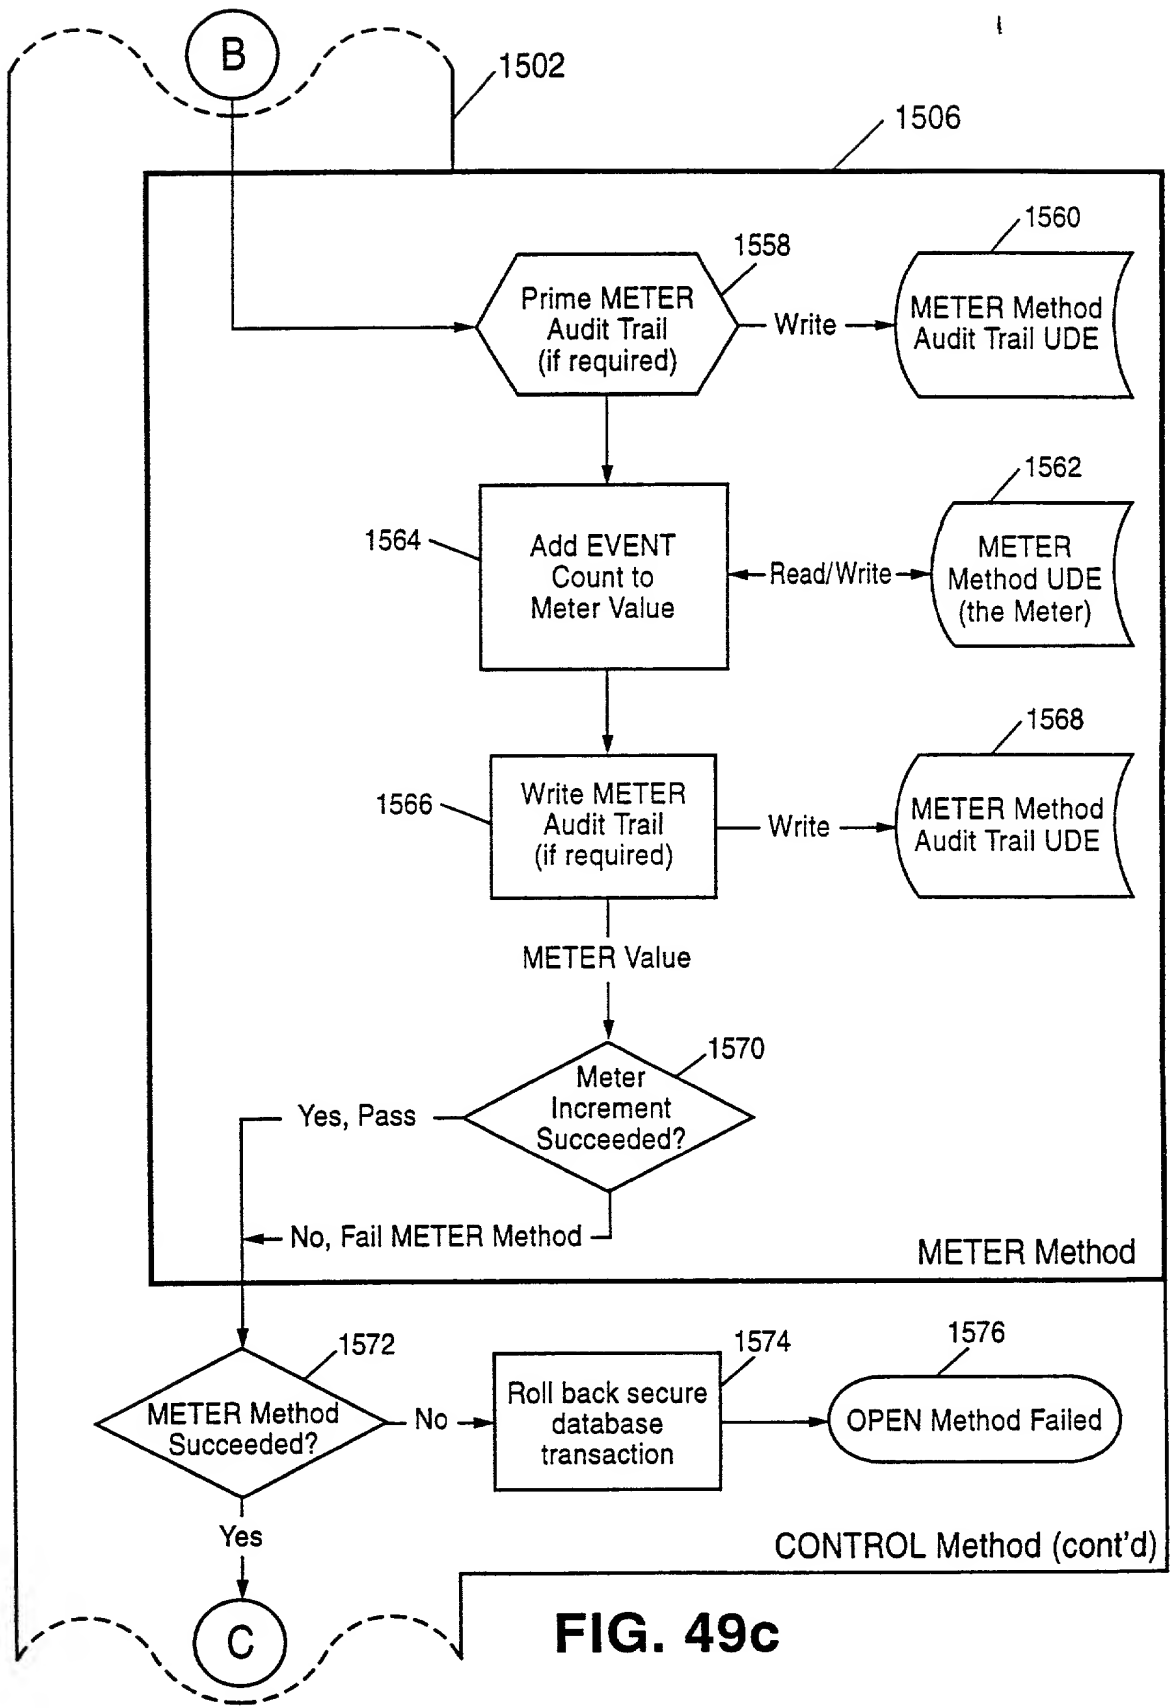 B
1502
1506
1558
1560
Prime METER
Audit Trail
(if required)
Write
METER Method
Audit Trail UDE
1562
1564
Add EVENT
Count to
Meter Value
Read/Write
METER
Method UDE
(the Meter)
1568
1566
Write METER
Audit Trail
(if required)
Write
METER Method
Audit Trail UDE
METER Value
1570
Meter
Increment
Succeeded?
Yes, Pass
No, Fail METER Method
METER Method
1572
METER Method
Succeeded?
No
1574
Roll back secure
database
transaction
1576
OPEN Method Failed
Yes
CONTROL Method (cont'd)
C
FIG. 49c